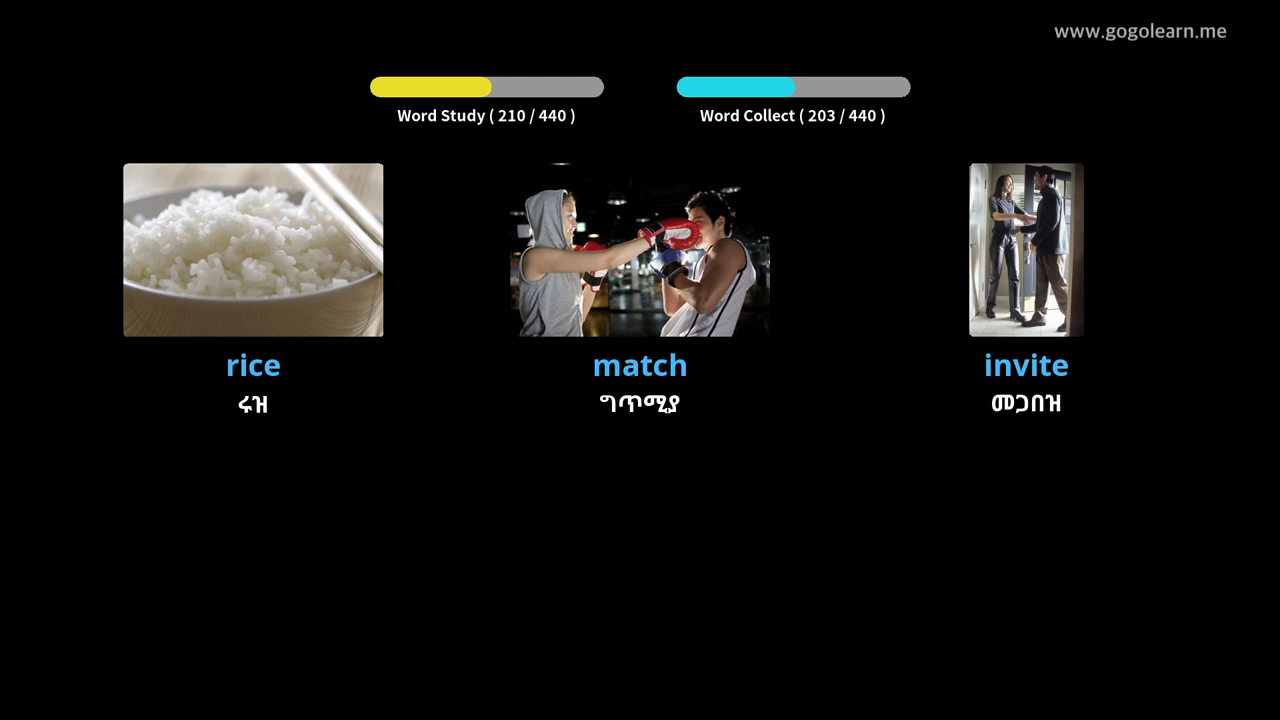 www.gogolearn.me
Word Study ( 210 / 440 )
Word Collect ( 203 / 440 )
rice
ሩዝ
match
ግጥሚያ
invite
መጋበዝ